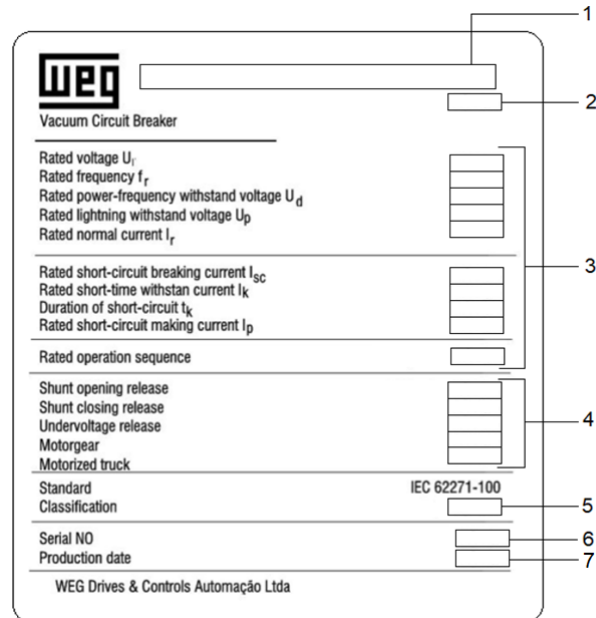 1
weg
2
Vacuum Circuit Breaker
Rated voltage Ur
Rated frequency fr
Rated power-frequency withstand voltage Ud
Rated lightning withstand voltage Up
Rated normal current Ir
3
Rated short-circuit breaking current ISC
Rated short-time withstan current Ik
Duration of short-circuit tk
Rated short-circuit making current Ip
Rated operation sequence
Shunt opening release
Shunt closing release
Undervoltage release
4
Motorgear
Motorized truck
Standard IEC 62271-100
Classification 5
Serial NO 6
Production date 7
WEG Drives & Controls Automação Ltda